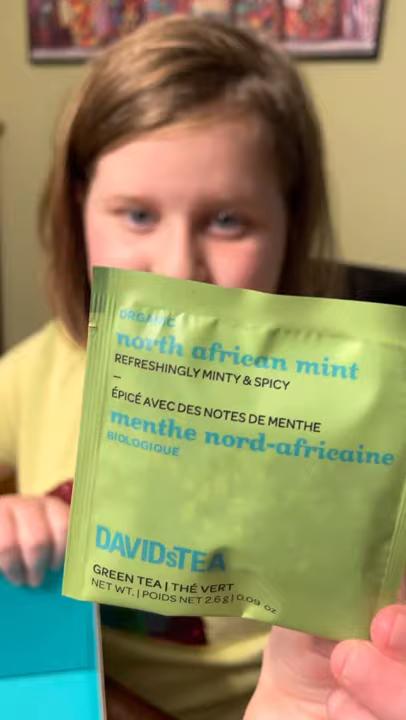 ORGANIC
north african mint
REFRESHINGLY MINTY & SPICY
–
ÉPICÉ AVEC DES NOTES DE MENTHE
menthe nord-africaine
BIOLOGIQUE
DAVIDsTEA
GREEN TEA | THÉ VERT
NET WT. | POIDS NET 2.6 g | 0.09 oz